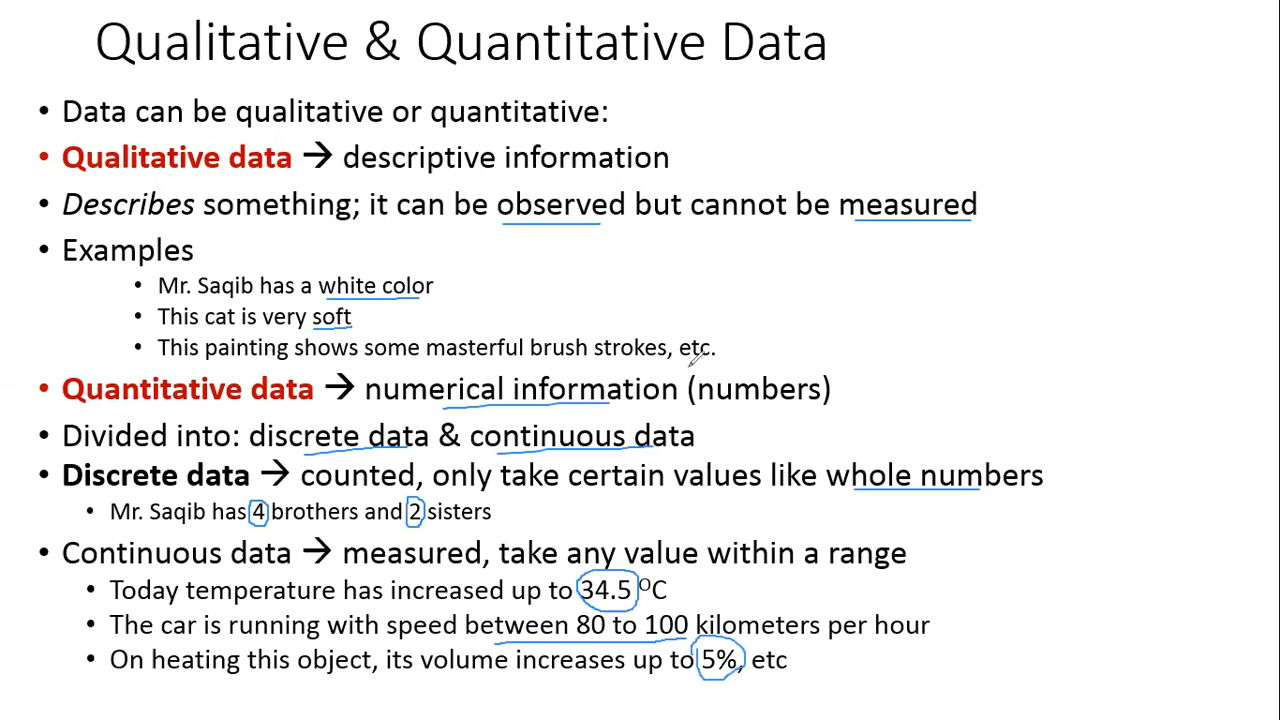 Qualitative & Quantitative Data
• Data can be qualitative or quantitative:
• Qualitative data → descriptive information
• Describes something; it can be observed but cannot be measured
• Examples
• Mr. Saqib has a white color
• This cat is very soft
• This painting shows some masterful brush strokes, etc.
• Quantitative data → numerical information (numbers)
• Divided into: discrete data & continuous data
• Discrete data → counted, only take certain values like whole numbers
• Mr. Saqib has 4 brothers and 2 sisters
• Continuous data → measured, take any value within a range
• Today temperature has increased up to 34.5 ᴼC
• The car is running with speed between 80 to 100 kilometers per hour
• On heating this object, its volume increases up to 5%, etc